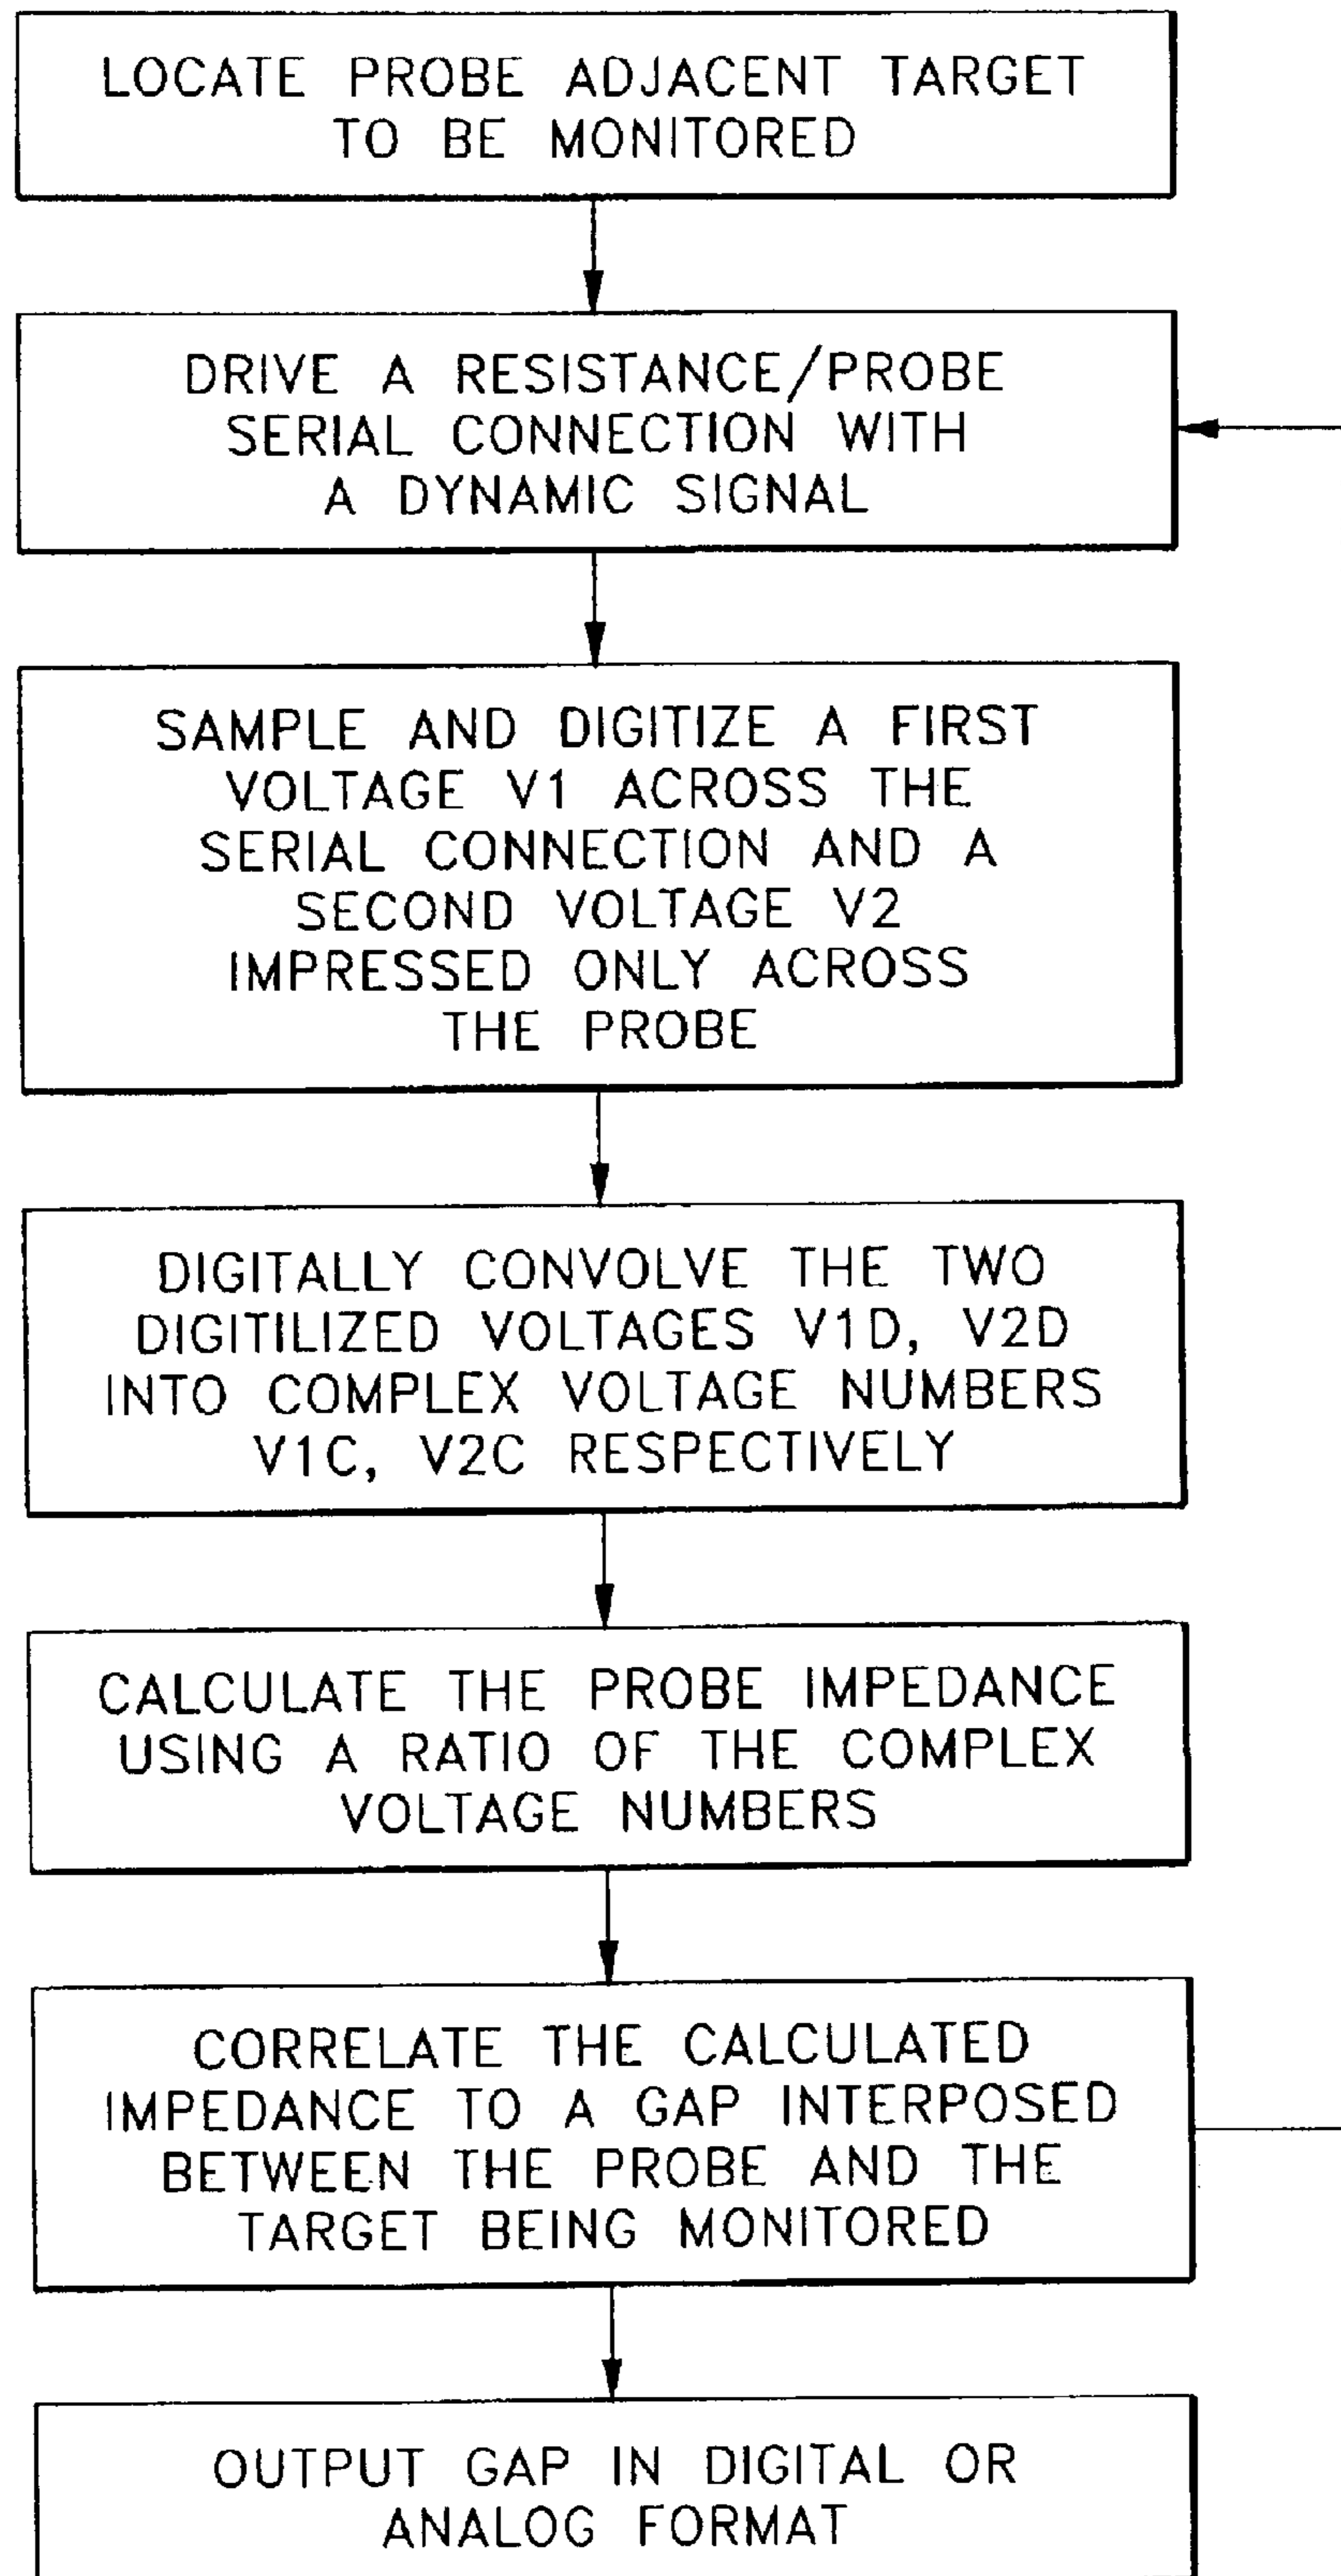 LOCATE PROBE ADJACENT TARGET
TO BE MONITORED
DRIVE A RESISTANCE/PROBE
SERIAL CONNECTION WITH
A DYNAMIC SIGNAL
SAMPLE AND DIGITIZE A FIRST
VOLTAGE V1 ACROSS THE
SERIAL CONNECTION AND A
SECOND VOLTAGE V2
IMPRESSED ONLY ACROSS
THE PROBE
DIGITALLY CONVOLVE THE TWO
DIGITILIZED VOLTAGES V1D, V2D
INTO COMPLEX VOLTAGE NUMBERS
V1C, V2C RESPECTIVELY
CALCULATE THE PROBE IMPEDANCE
USING A RATIO OF THE COMPLEX
VOLTAGE NUMBERS
CORRELATE THE CALCULATED
IMPEDANCE TO A GAP INTERPOSED
BETWEEN THE PROBE AND THE
TARGET BEING MONITORED
OUTPUT GAP IN DIGITAL OR
ANALOG FORMAT